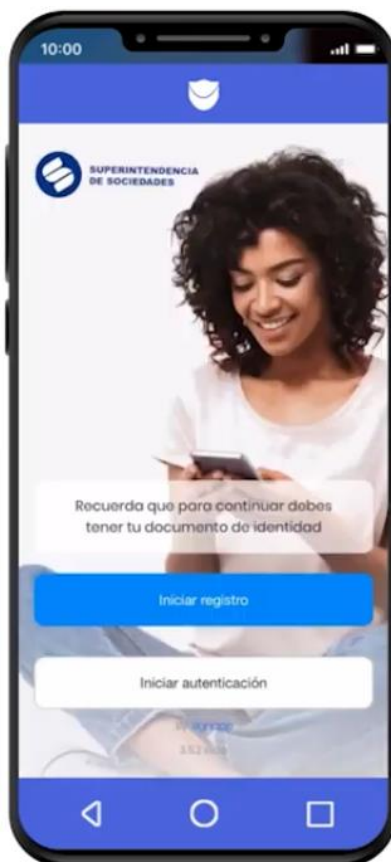 10:00
SUPERINTENDENCIA
DE SOCIEDADES
Recuerda que para continuar debes
tener tu documento de identidad
Iniciar registro
Iniciar autenticación